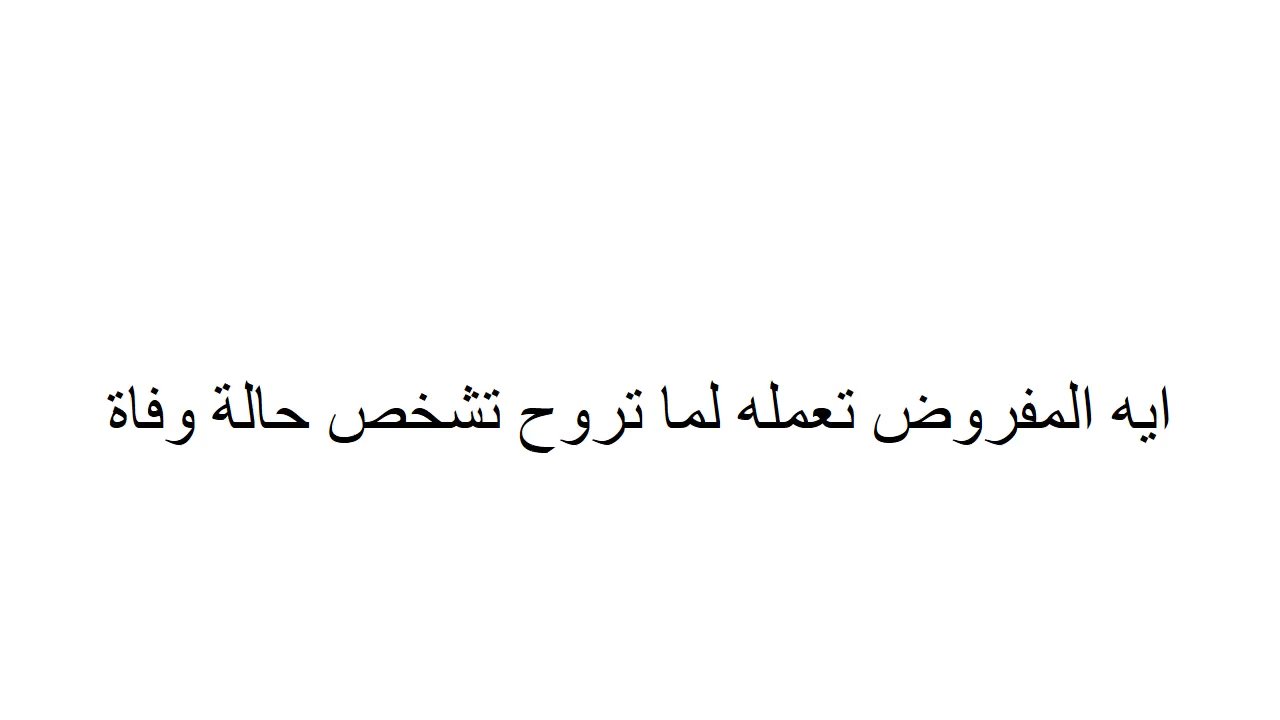 ايه المفروض تعمله لما تروح تشخص حالة وفاة